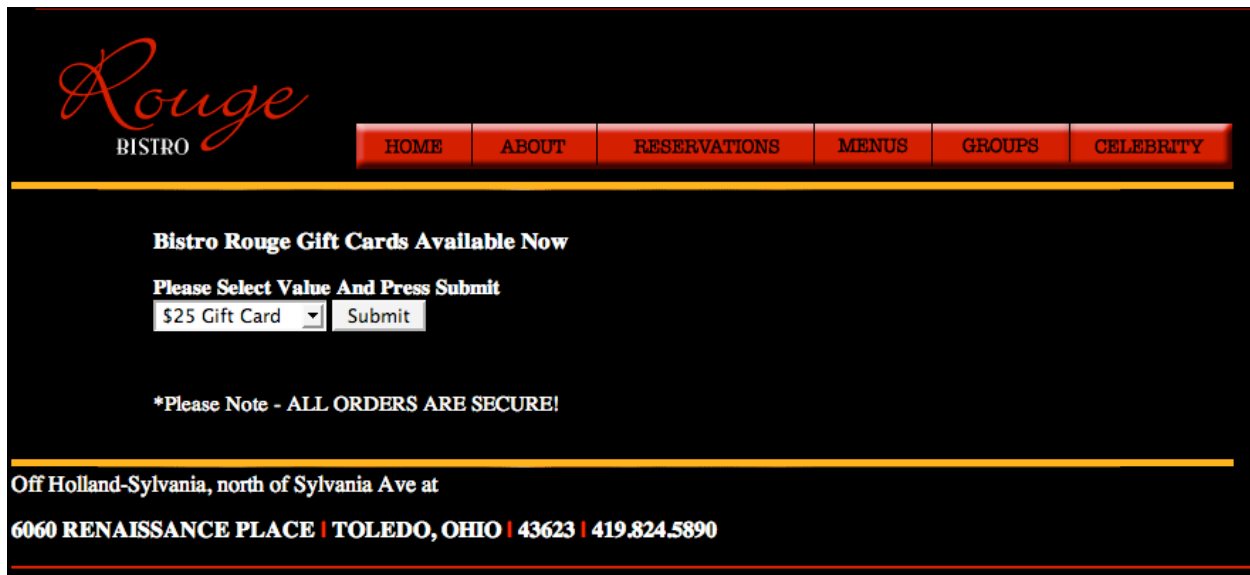 Rouge
BISTRO
HOME ABOUT RESERVATIONS MENUS GROUPS CELEBRITY
Bistro Rouge Gift Cards Available Now
Please Select Value And Press Submit
$25 Gift Card Submit
*Please Note - ALL ORDERS ARE SECURE!
Off Holland-Sylvania, north of Sylvania Ave at
6060 RENAISSANCE PLACE | TOLEDO, OHIO | 43623 | 419.824.5890